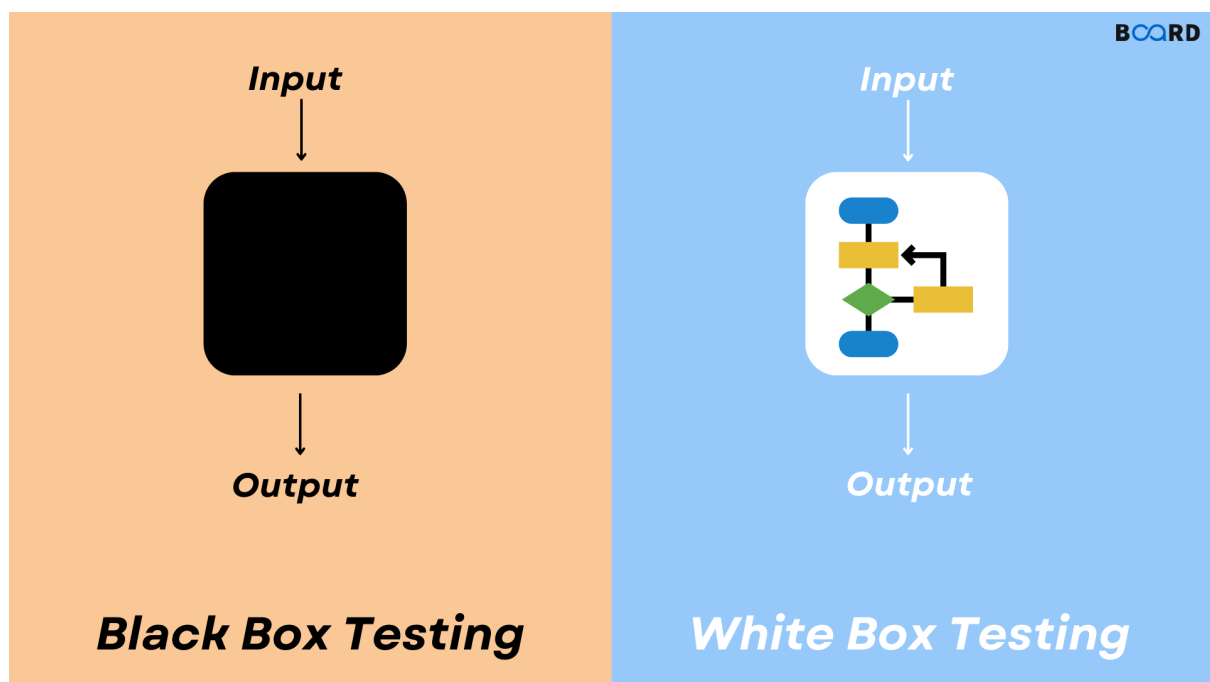 BOARD
Input
Output
Black Box Testing
Input
Output
White Box Testing